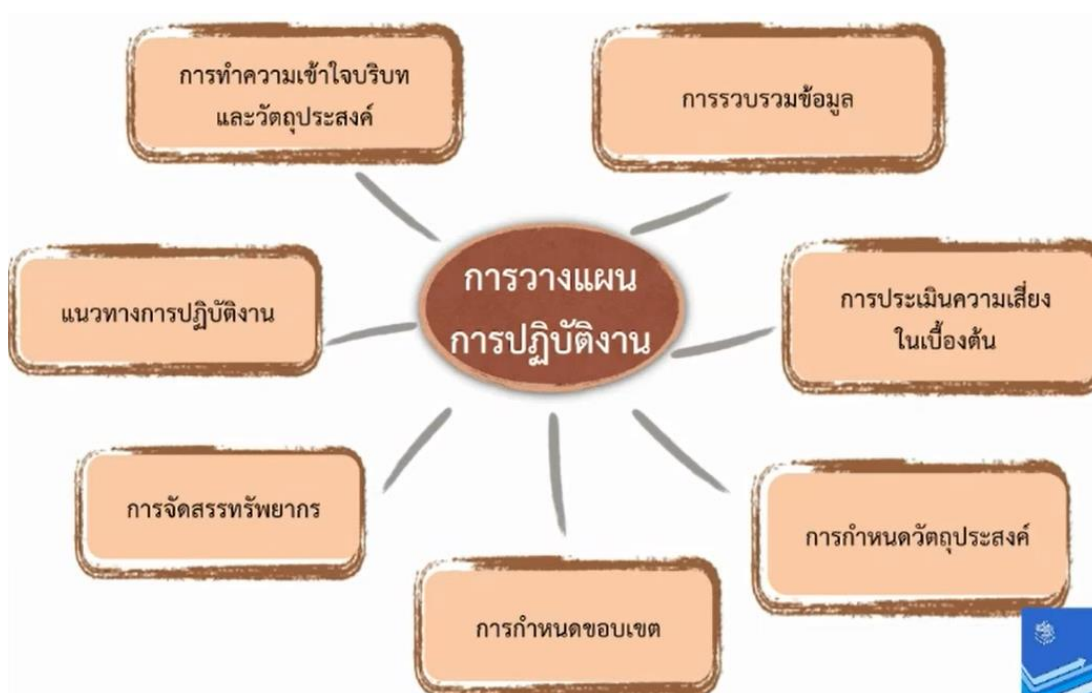 การทำความเข้าใจบริบท
และวัตถุประสงค์
การรวบรวมข้อมูล
การวางแผน
การปฏิบัติงาน
แนวทางการปฏิบัติงาน
การประเมินความเสี่ยง
ในเบื้องต้น
การจัดสรรทรัพยากร
การกำหนดวัตถุประสงค์
การกำหนดขอบเขต